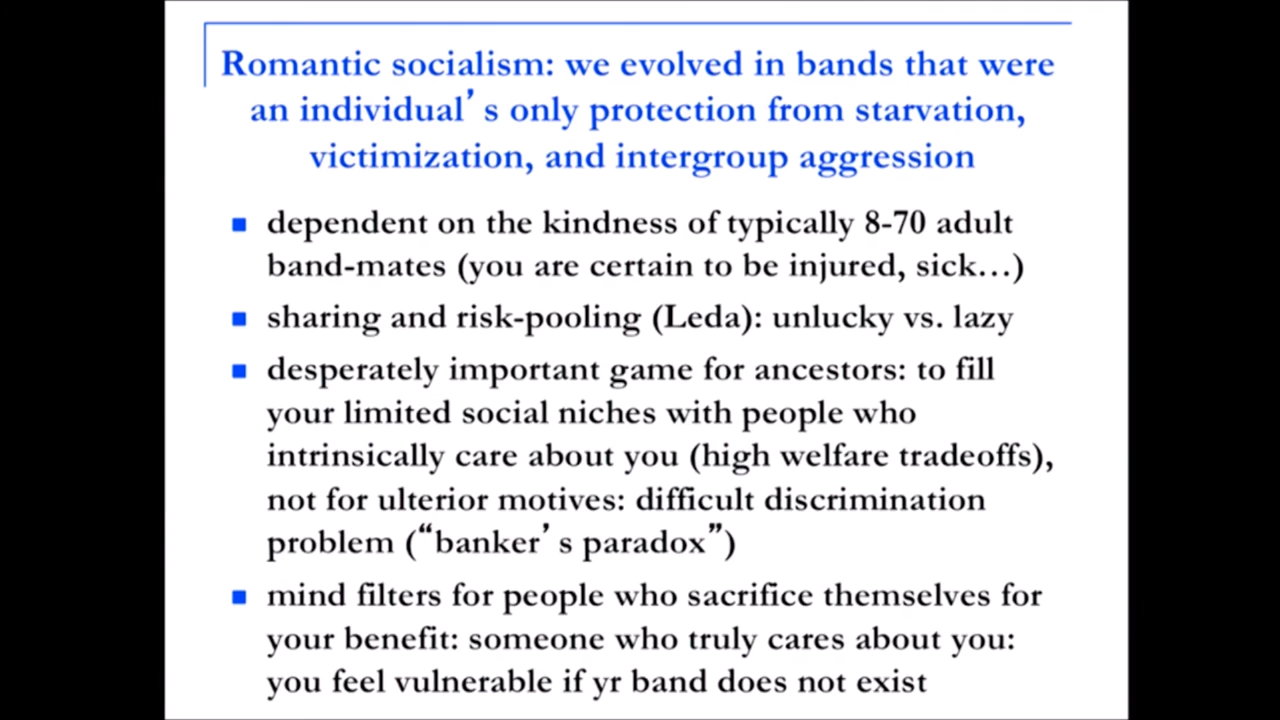 Romantic socialism: we evolved in bands that were
an individual’s only protection from starvation,
victimization, and intergroup aggression
dependent on the kindness of typically 8-70 adult
band-mates (you are certain to be injured, sick…)
sharing and risk-pooling (Leda): unlucky vs. lazy
desperately important game for ancestors: to fill
your limited social niches with people who
intrinsically care about you (high welfare tradeoffs),
not for ulterior motives: difficult discrimination
problem (“banker’s paradox”)
mind filters for people who sacrifice themselves for
your benefit: someone who truly cares about you:
you feel vulnerable if yr band does not exist